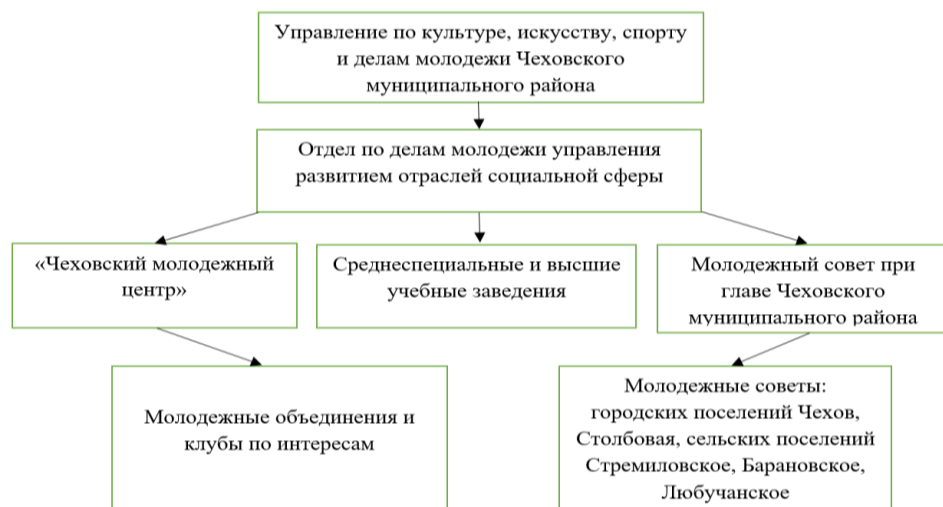 Управление по культуре, искусству, спорту
и делам молодежи Чеховского
муниципального района
Отдел по делам молодежи управления
развитием отраслей социальной сферы
«Чеховский молодежный
центр»
Среднеспециальные и высшие
учебные заведения
Молодежный совет при
главе Чеховского
муниципального района
Молодежные объединения и
клубы по интересам
Молодежные советы:
городских поселений Чехов,
Столбовая, сельских поселений
Стремиловское, Барановское,
Любучанское